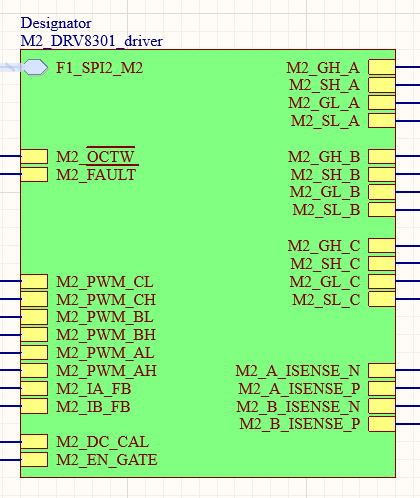 Designator
M2_DRV8301_driver
F1_SPI2_M2
M2_OCTW
M2_FAULT
M2_PWM_CL
M2_PWM_CH
M2_PWM_BL
M2_PWM_BH
M2_PWM_AL
M2_PWM_AH
M2_IA_FB
M2_IB_FB
M2_DC_CAL
M2_EN_GATE
M2_GH_A
M2_SH_A
M2_GL_A
M2_SL_A
M2_GH_B
M2_SH_B
M2_GL_B
M2_SL_B
M2_GH_C
M2_SH_C
M2_GL_C
M2_SL_C
M2_A_ISENSE_N
M2_A_ISENSE_P
M2_B_ISENSE_N
M2_B_ISENSE_P